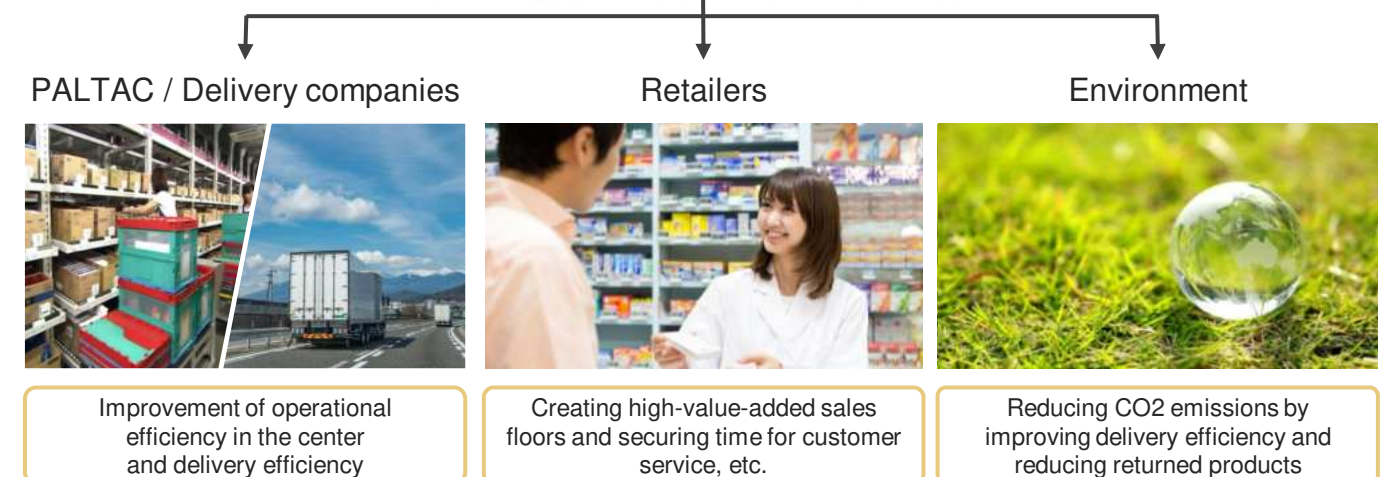 PALTAC / Delivery companies
Retailers
Environment
Improvement of operational
efficiency in the center
and delivery efficiency
Creating high-value-added sales
floors and securing time for customer
service, etc.
Reducing CO2 emissions by
improving delivery efficiency and
reducing returned products